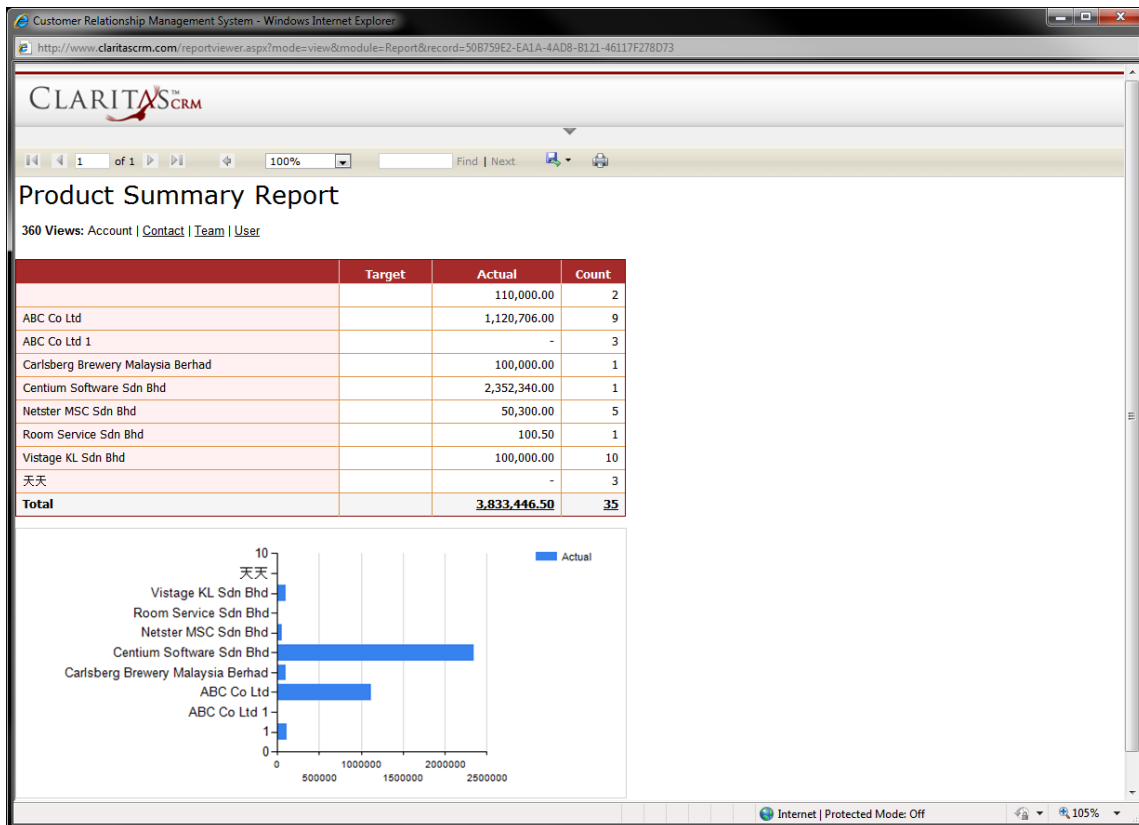 Customer Relationship Management System - Windows Internet Explorer
http://www.claritascrm.com/reportviewer.aspx?mode=view&module=Report&record=50B759E2-EA1A-4AD8-B121-46117F278D73
CLARITAS™CRM
1 of 1 100% Find | Next
Product Summary Report
360 Views: Account | Contact | Team | User
Target Actual Count
110,000.00 2
ABC Co Ltd 1,120,706.00 9
ABC Co Ltd 1 - 3
Carlsberg Brewery Malaysia Berhad 100,000.00 1
Centium Software Sdn Bhd 2,352,340.00 1
Netster MSC Sdn Bhd 50,300.00 5
Room Service Sdn Bhd 100.50 1
Vistage KL Sdn Bhd 100,000.00 10
天天 - 3
Total 3,833,446.50 35
10 Actual
天天
Vistage KL Sdn Bhd
Room Service Sdn Bhd
Netster MSC Sdn Bhd
Centium Software Sdn Bhd
Carlsberg Brewery Malaysia Berhad
ABC Co Ltd
ABC Co Ltd 1
1
0
0 1000000 2000000
500000 1500000 2500000
Internet | Protected Mode: Off 105%